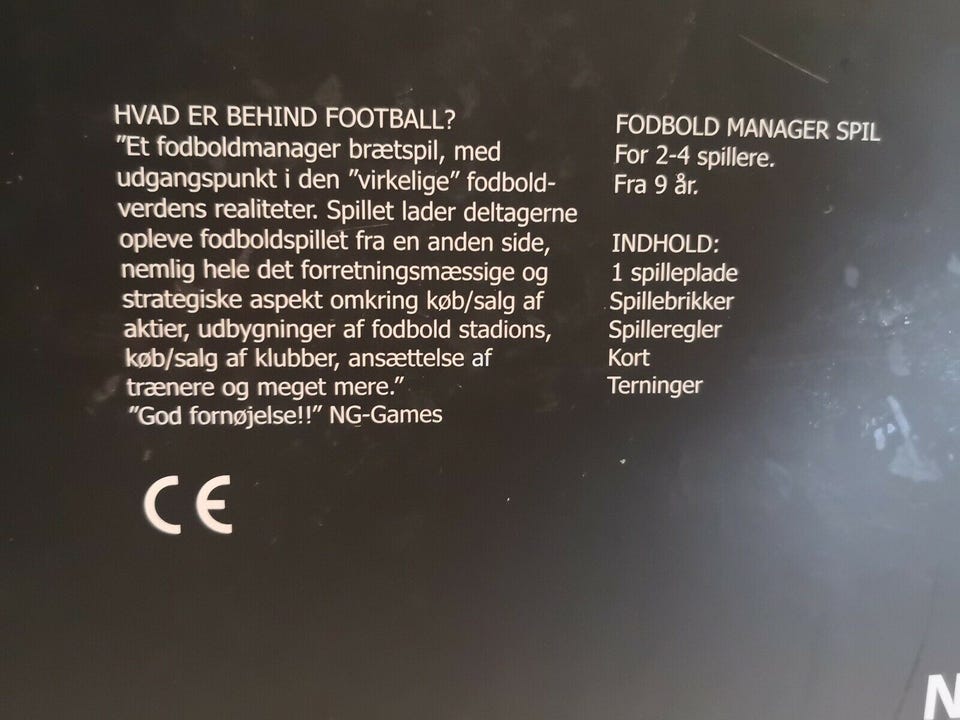 HVAD ER BEHIND FOOTBALL?
”Et fodboldmanager brætspil, med
udgangspunkt i den ”virkelige” fodbold-
verdens realiteter. Spillet lader deltagerne
opleve fodboldspillet fra en anden side,
nemlig hele det forretningsmæssige og
strategiske aspekt omkring køb/salg af
aktier, udbygninger af fodbold stadions,
køb/salg af klubber, ansættelse af
trænere og meget mere.”
”God fornøjelse!!” NG-Games
CE
FODBOLD MANAGER SPIL
For 2-4 spillere.
Fra 9 år.
INDHOLD:
1 spilleplade
Spillebrikker
Spilleregler
Kort
Terninger